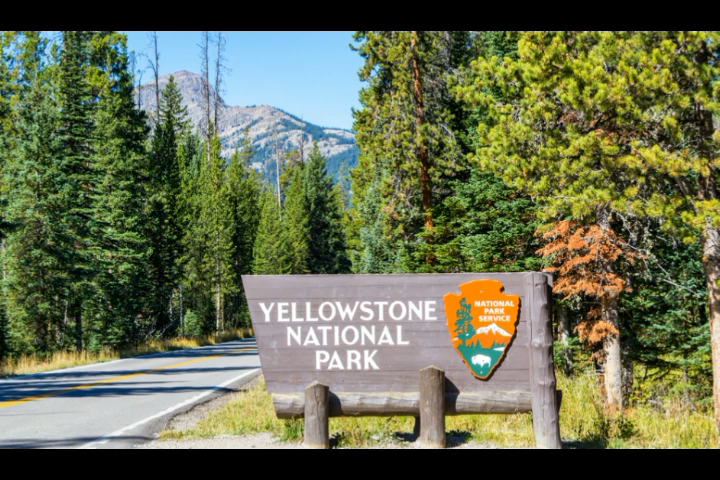 YELLOWSTONE
NATIONAL
PARK
NATIONAL
PARK
SERVICE